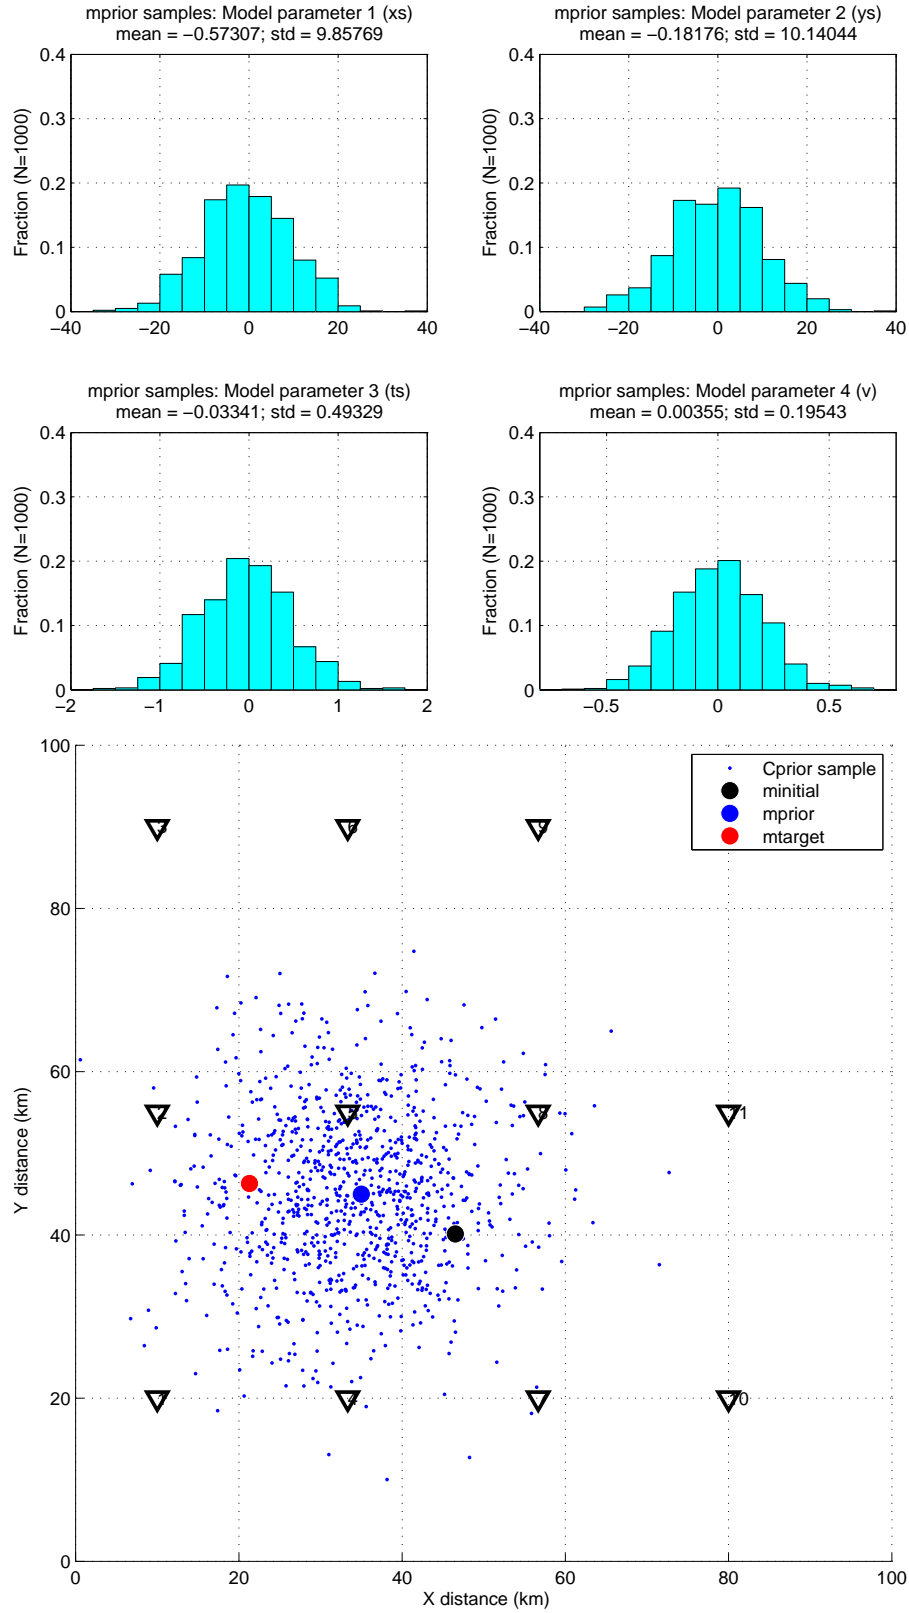 mprior samples: Model parameter 1 (xs)
mean = −0.57307; std = 9.85769
0.4
0.3
0.2
0.1
0
Fraction (N=1000)
−40 −20 0 20 40
mprior samples: Model parameter 2 (ys)
mean = −0.18176; std = 10.14044
0.4
0.3
0.2
0.1
0
Fraction (N=1000)
−40 −20 0 20 40
mprior samples: Model parameter 3 (ts)
mean = −0.03341; std = 0.49329
0.4
0.3
0.2
0.1
0
Fraction (N=1000)
−2 −1 0 1 2
mprior samples: Model parameter 4 (v)
mean = 0.00355; std = 0.19543
0.4
0.3
0.2
0.1
0
Fraction (N=1000)
−0.5 0 0.5
100
80
60
40
20
0
Y distance (km)
Cprior sample
minitial
mprior
mtarget
3 6 9
2 8 11
4 10
0 20 40 60 80 100
X distance (km)